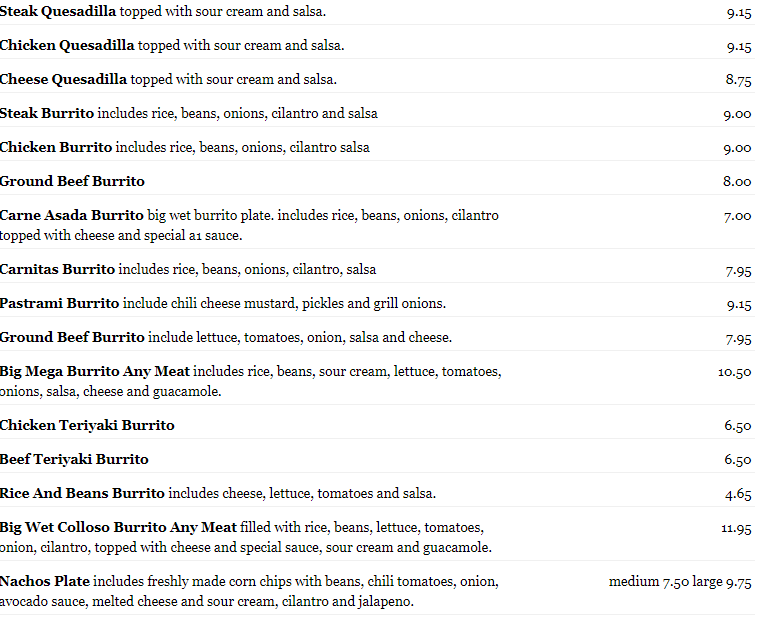 Steak Quesadilla topped with sour cream and salsa. 9.15
Chicken Quesadilla topped with sour cream and salsa. 9.15
Cheese Quesadilla topped with sour cream and salsa. 8.75
Steak Burrito includes rice, beans, onions, cilantro and salsa 9.00
Chicken Burrito includes rice, beans, onions, cilantro salsa 9.00
Ground Beef Burrito 8.00
Carne Asada Burrito big wet burrito plate. includes rice, beans, onions, cilantro 7.00
topped with cheese and special a1 sauce.
Carnitas Burrito includes rice, beans, onions, cilantro, salsa 7.95
Pastrami Burrito include chili cheese mustard, pickles and grill onions. 9.15
Ground Beef Burrito include lettuce, tomatoes, onion, salsa and cheese. 7.95
Big Mega Burrito Any Meat includes rice, beans, sour cream, lettuce, tomatoes, 10.50
onions, salsa, cheese and guacamole.
Chicken Teriyaki Burrito 6.50
Beef Teriyaki Burrito 6.50
Rice And Beans Burrito includes cheese, lettuce, tomatoes and salsa. 4.65
Big Wet Colloso Burrito Any Meat filled with rice, beans, lettuce, tomatoes, 11.95
onion, cilantro, topped with cheese and special sauce, sour cream and guacamole.
Nachos Plate includes freshly made corn chips with beans, chili tomatoes, onion, medium 7.50 large 9.75
avocado sauce, melted cheese and sour cream, cilantro and jalapeno.